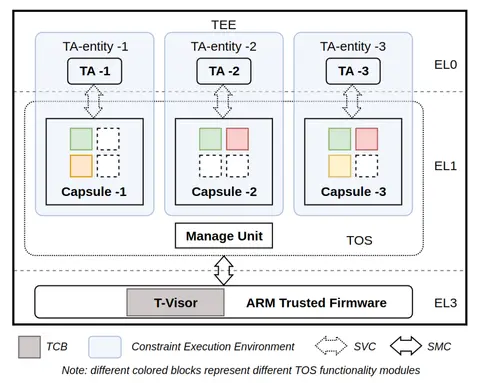 TEE
TA-entity -1 TA-entity -2 TA-entity -3
TA -1 TA -2 TA -3
EL0
EL1
Capsule -1 Capsule -2 Capsule -3
Manage Unit
TOS
T-Visor ARM Trusted Firmware
EL3
TCB Constraint Execution Environment SVC SMC
Note: different colored blocks represent different TOS functionality modules